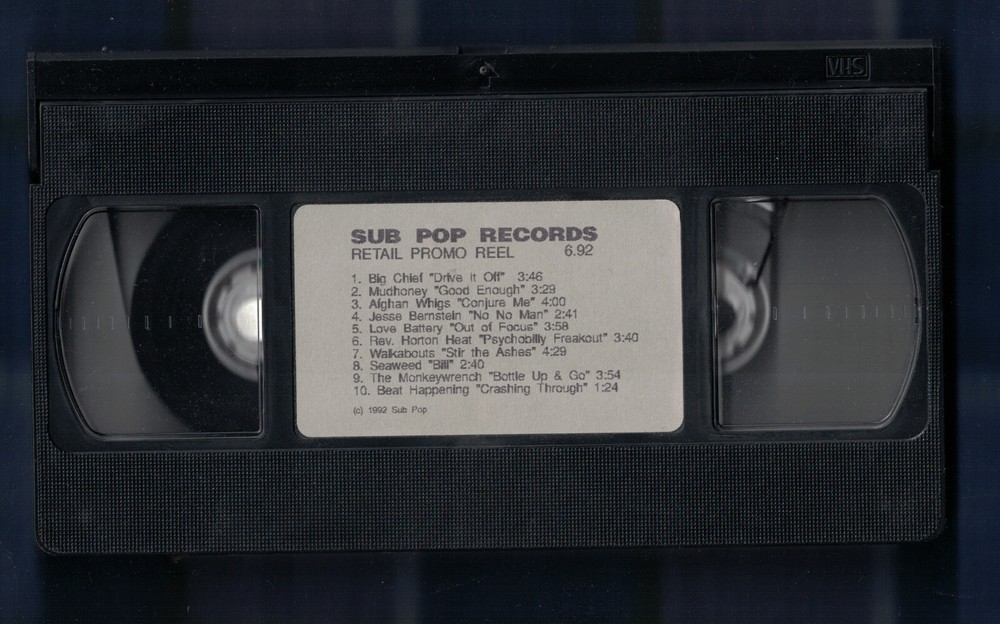 VHS
SUB POP RECORDS
RETAIL PROMO REEL 6.92
1. Big Chief "Drive It Off" 3:46
2. Mudhoney "Good Enough" 3:29
3. Afghan Whigs "Conjure Me" 4:00
4. Jesse Bernstein "No No Man" 2:41
5. Love Battery "Out of Focus" 3:58
6. Rev. Horton Heat "Psychobilly Freakout" 3:40
7. Walkabouts "Stir the Ashes" 4:29
8. Seaweed "Bill" 2:40
9. The Monkeywrench "Bottle Up & Go" 3:54
10. Beat Happening "Crashing Through" 1:24
(c) 1992 Sub Pop